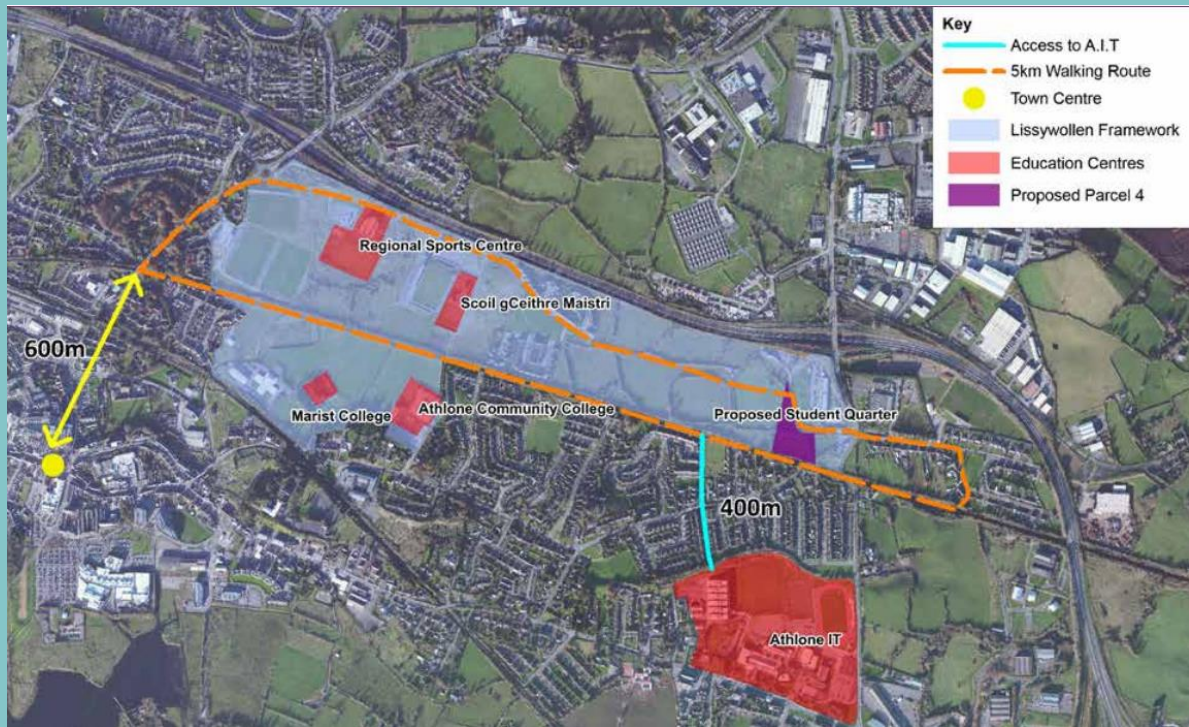 Key
Access to A.I.T
5km Walking Route
Town Centre
Lissywollen Framework
Education Centres
Proposed Parcel 4
Regional Sports Centre
Scoil gCeithre Maistri
600m
Marist College
Athlone Community College
Proposed Student Quarter
400m
Athlone IT